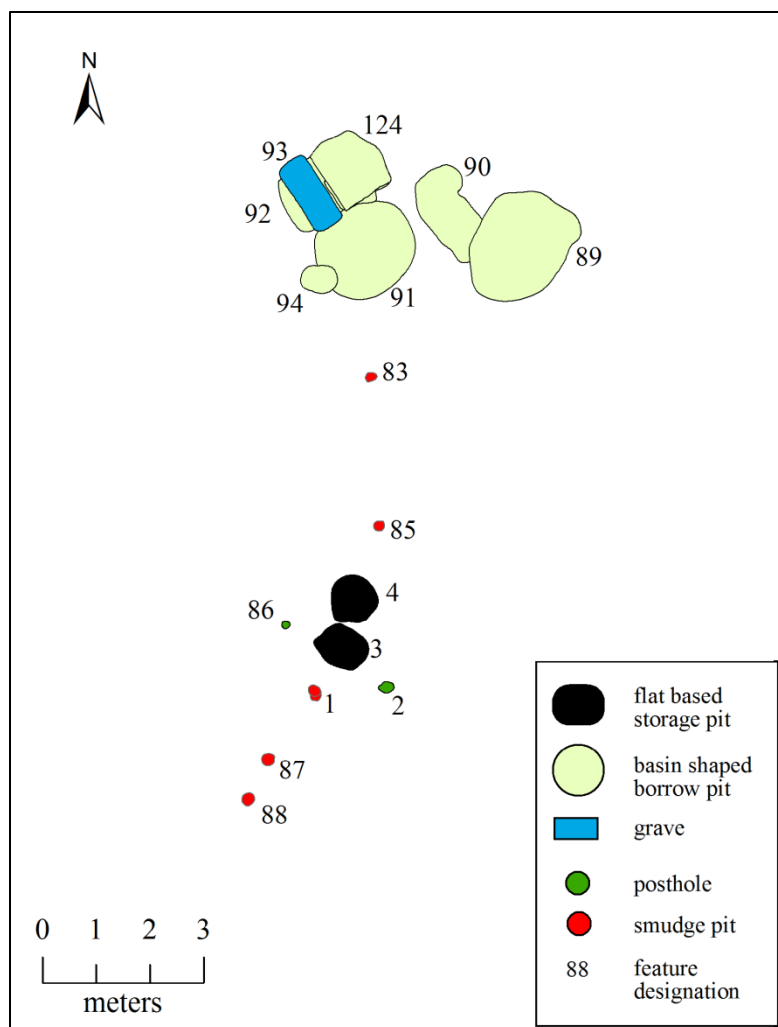 N
124
93
90
92
89
94
91
83
85
4
86
3
1
2
87
88
0 1 2 3
meters
flat based
storage pit
basin shaped
borrow pit
grave
posthole
smudge pit
88
feature
designation